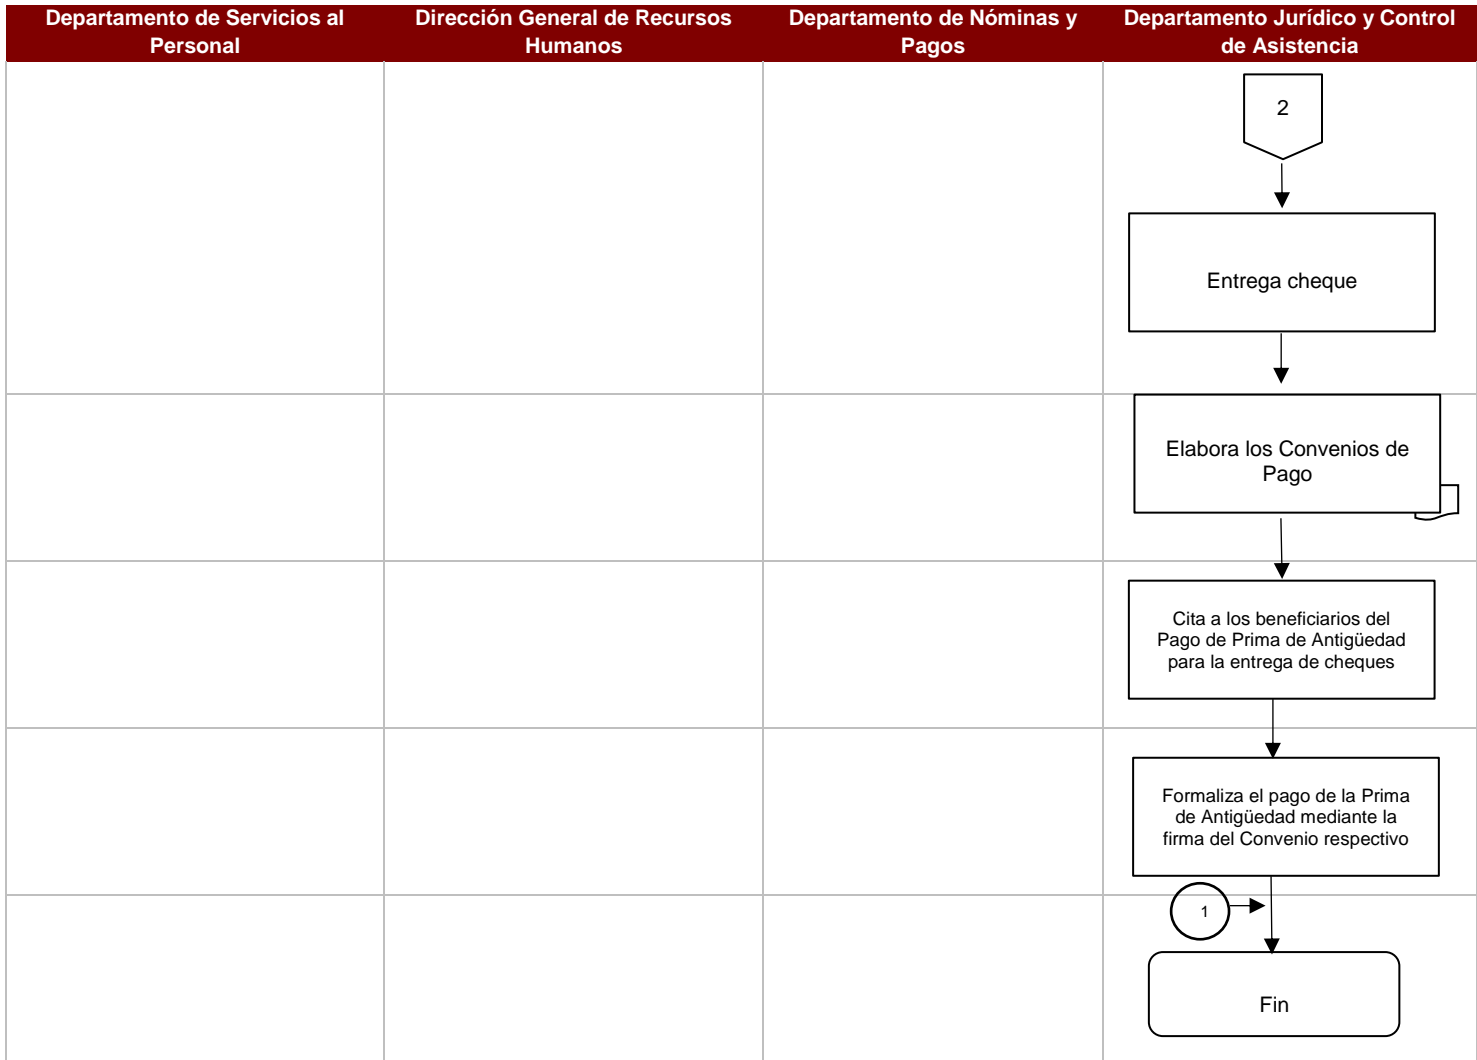 Departamento de Servicios al
Personal
Dirección General de Recursos
Humanos
Departamento de Nóminas y
Pagos
Departamento Jurídico y Control
de Asistencia
2
Entrega cheque
Elabora los Convenios de
Pago
Cita a los beneficiarios del
Pago de Prima de Antigüedad
para la entrega de cheques
Formaliza el pago de la Prima
de Antigüedad mediante la
firma del Convenio respectivo
1
Fin